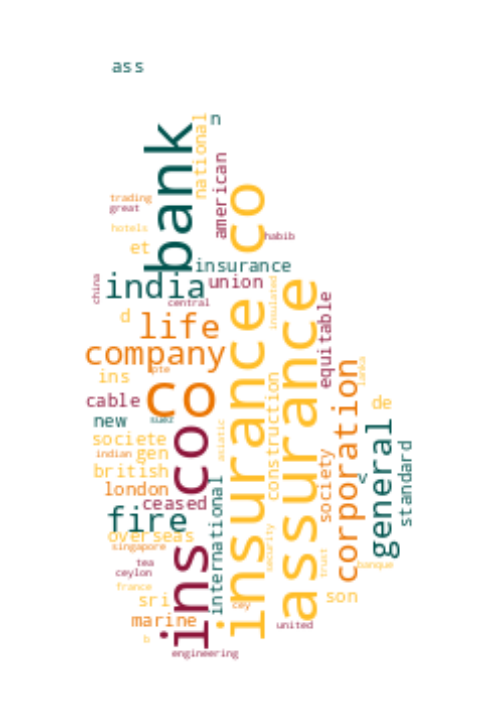 ass
n
bank
national
american
co
trading
great
hotels
habib
et
insurance
china
india
union
central
insulated
equitable
d
life
company
pte
lanka
ins
co
cable
suez
de
new
insurance
assurance
construction
corporation
general
societe
asiatic
indian
gen
co
british
society
standard
v
london
ceased
international
fire
overseas
singapore
security
trust
banque
tea
ceylon
france
sri
cey
son
ins
marine
united
b
engineering